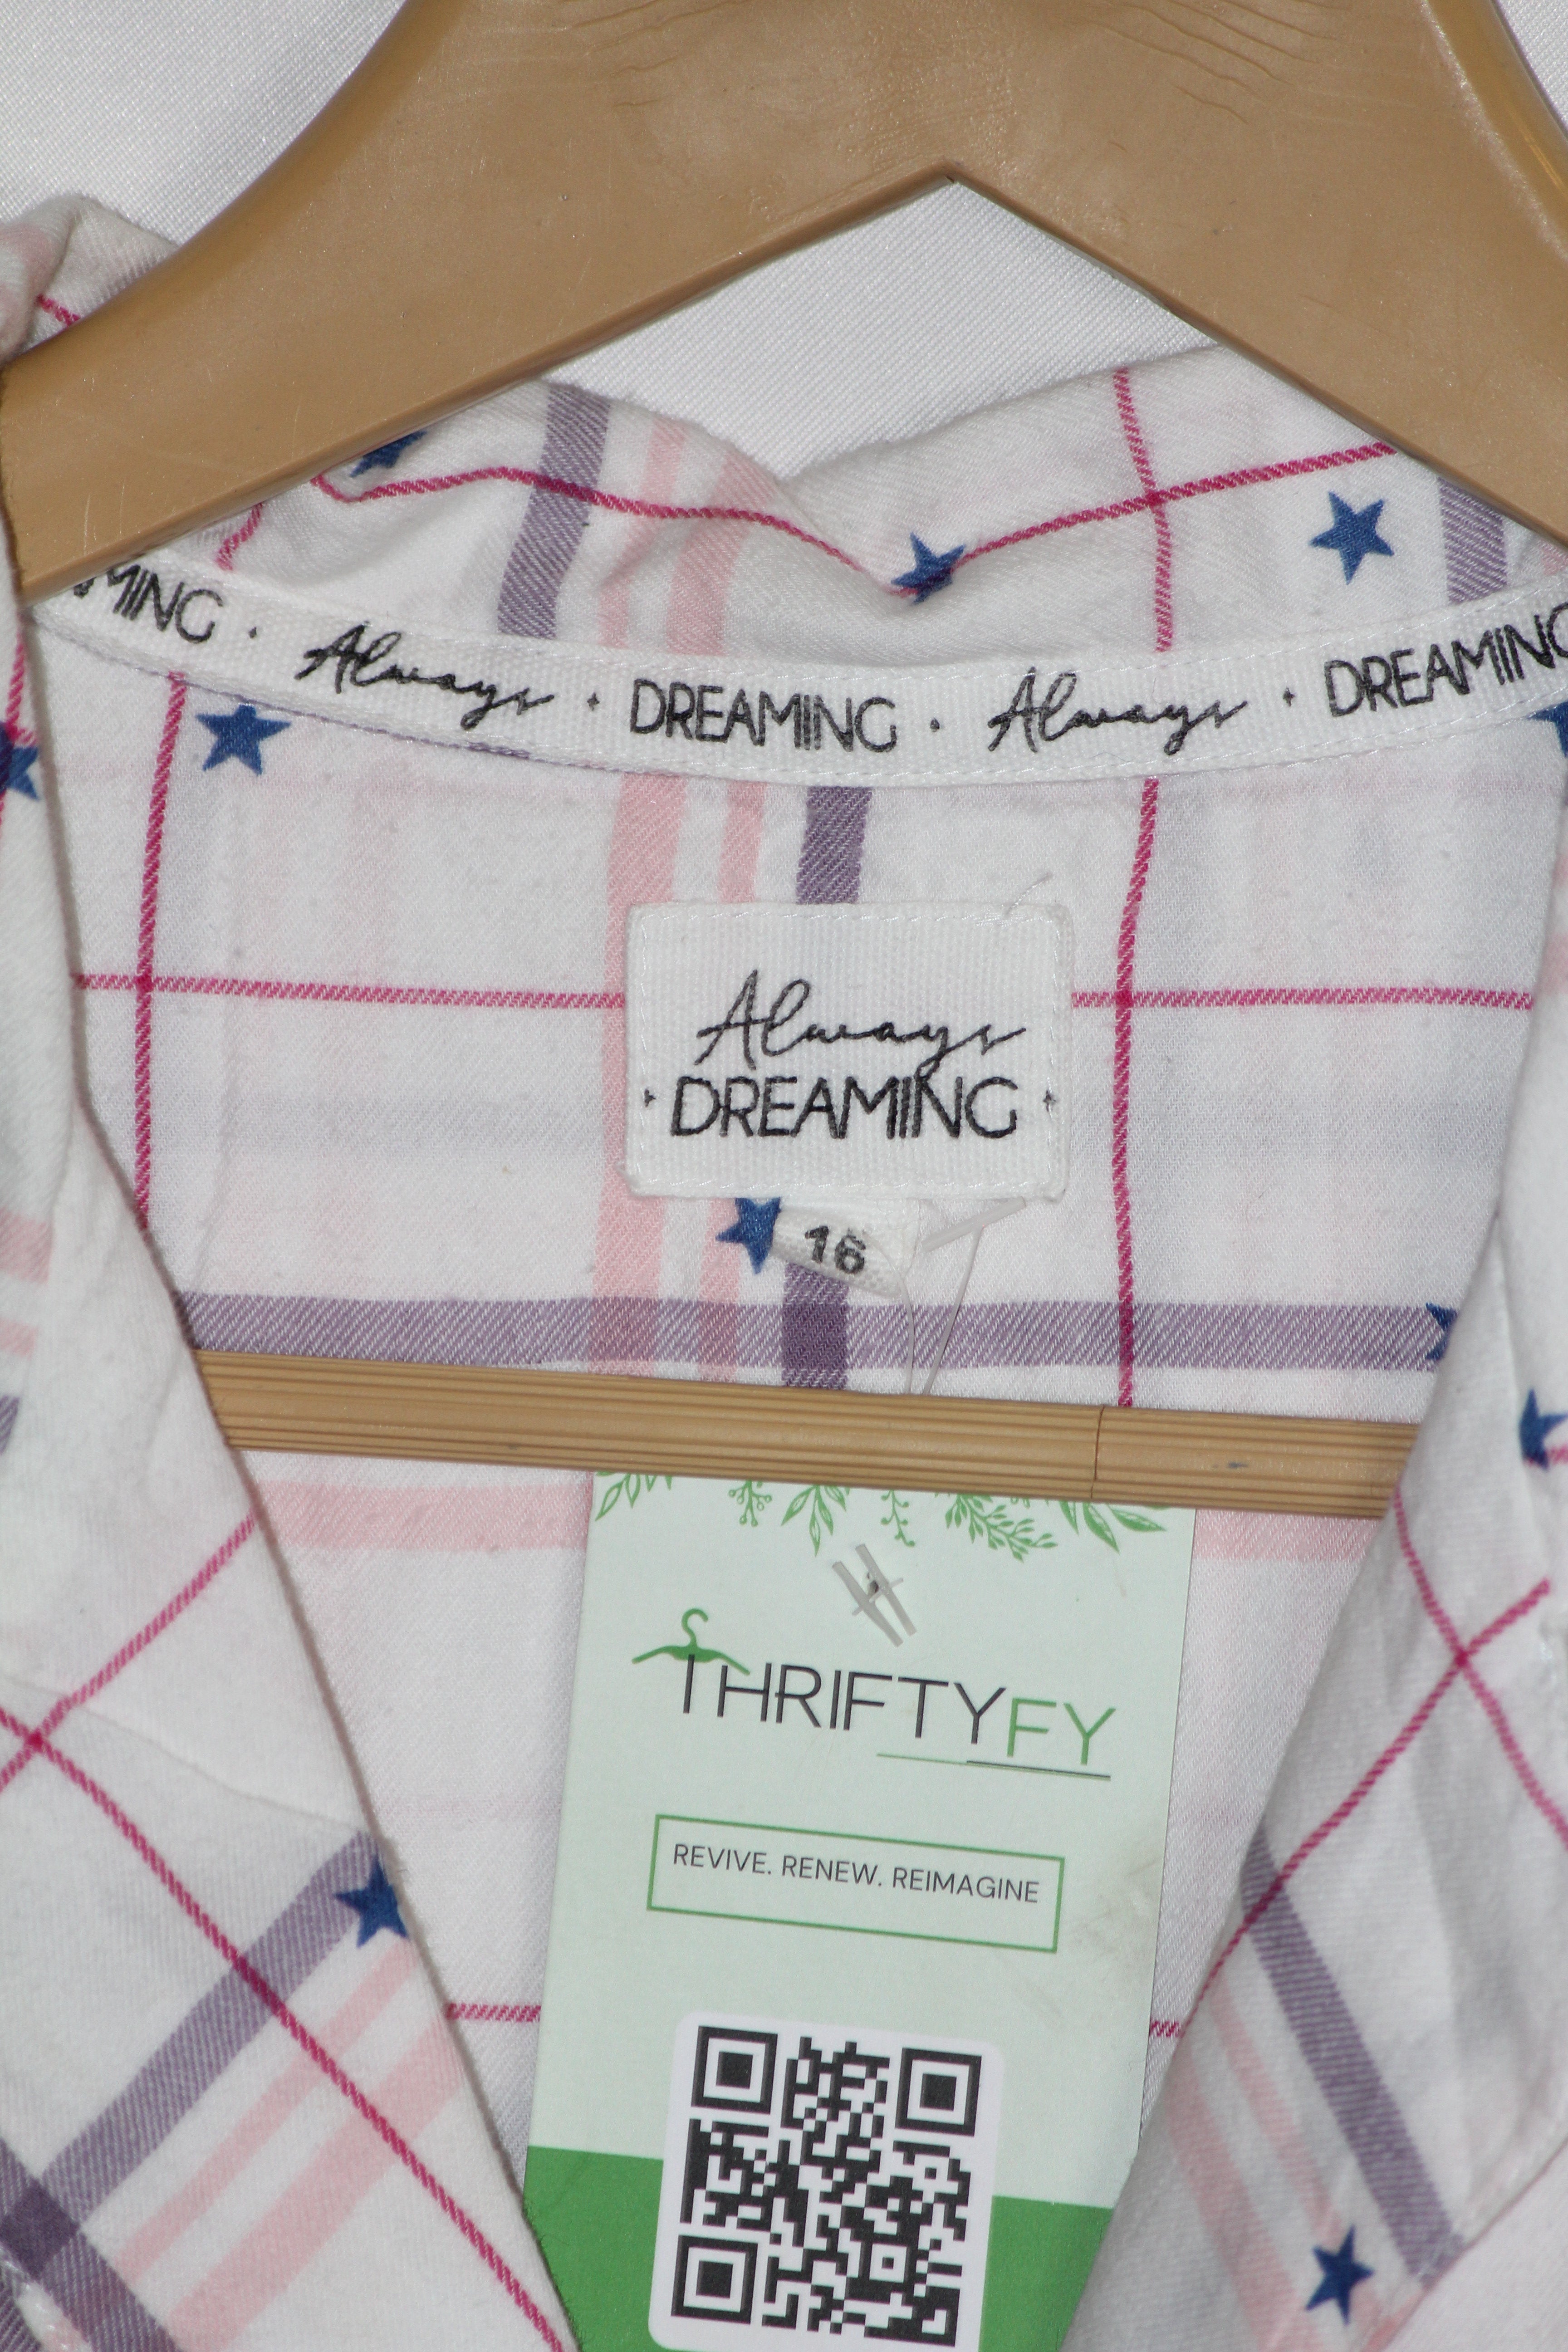 MING · Always · DREAMING · Always · DREAMING
Always
· DREAMING ·
16
THRIFTYFY
REVIVE. RENEW. REIMAGINE